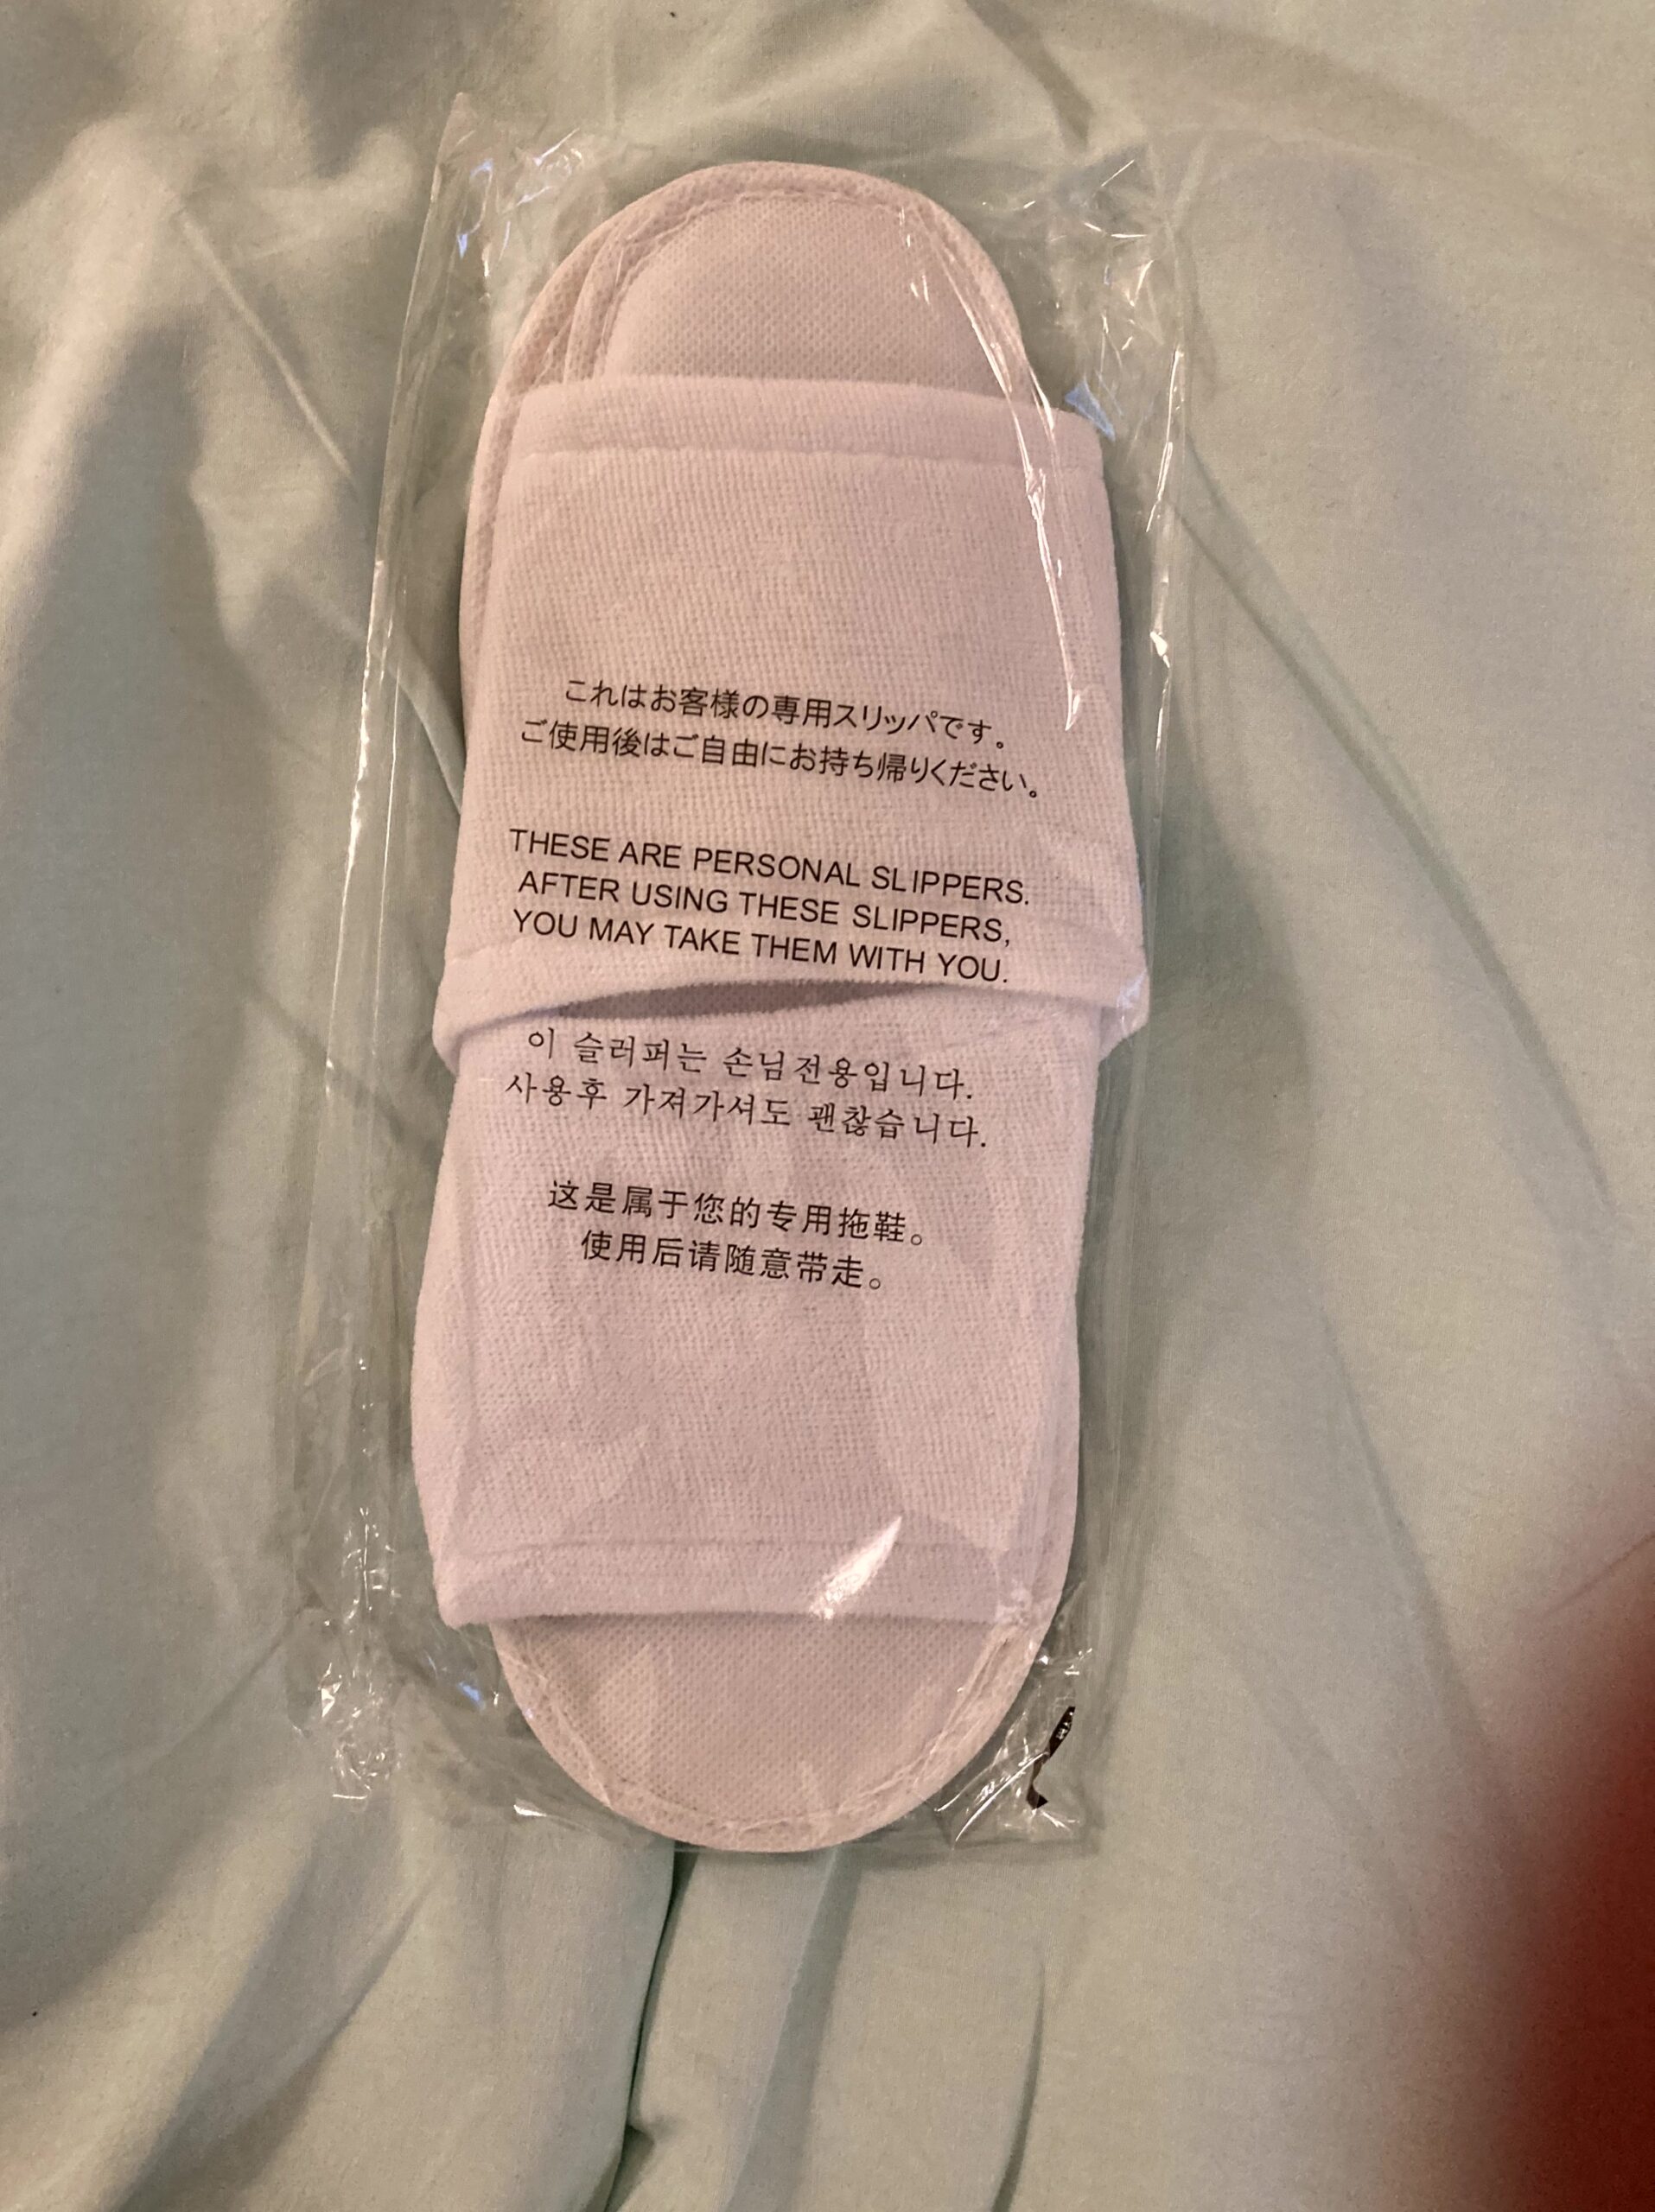 これはお客様の専用スリッパです。
ご使用後はご自由にお持ち帰りください。
THESE ARE PERSONAL SLIPPERS.
AFTER USING THESE SLIPPERS,
YOU MAY TAKE THEM WITH YOU.
이 슬러퍼는 손님전용입니다.
사용후 가져가셔도 괜찮습니다.
这是属于您的专用拖鞋。
使用后请随意带走。